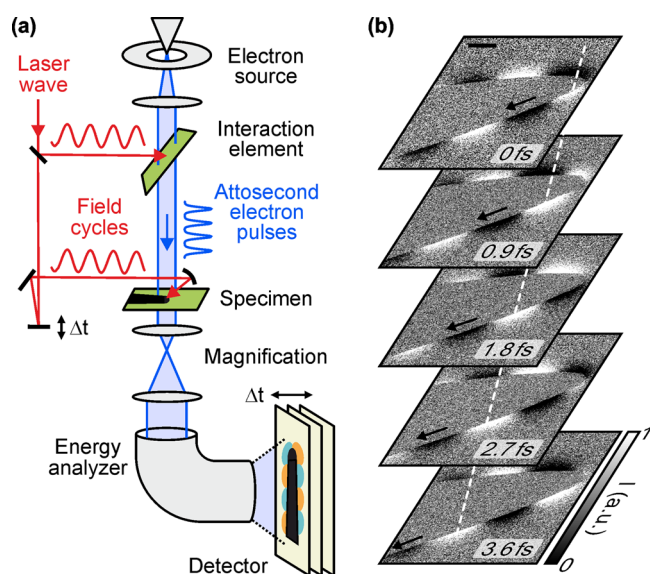 (a)
Laser
wave
Electron
source
Interaction
element
Attosecond
electron
pulses
Field
cycles
Specimen
Δt
Magnification
Δt
Energy
analyzer
Detector
(b)
0 fs
0.9 fs
1.8 fs
2.7 fs
3.6 fs
1
I (a.u.)
0